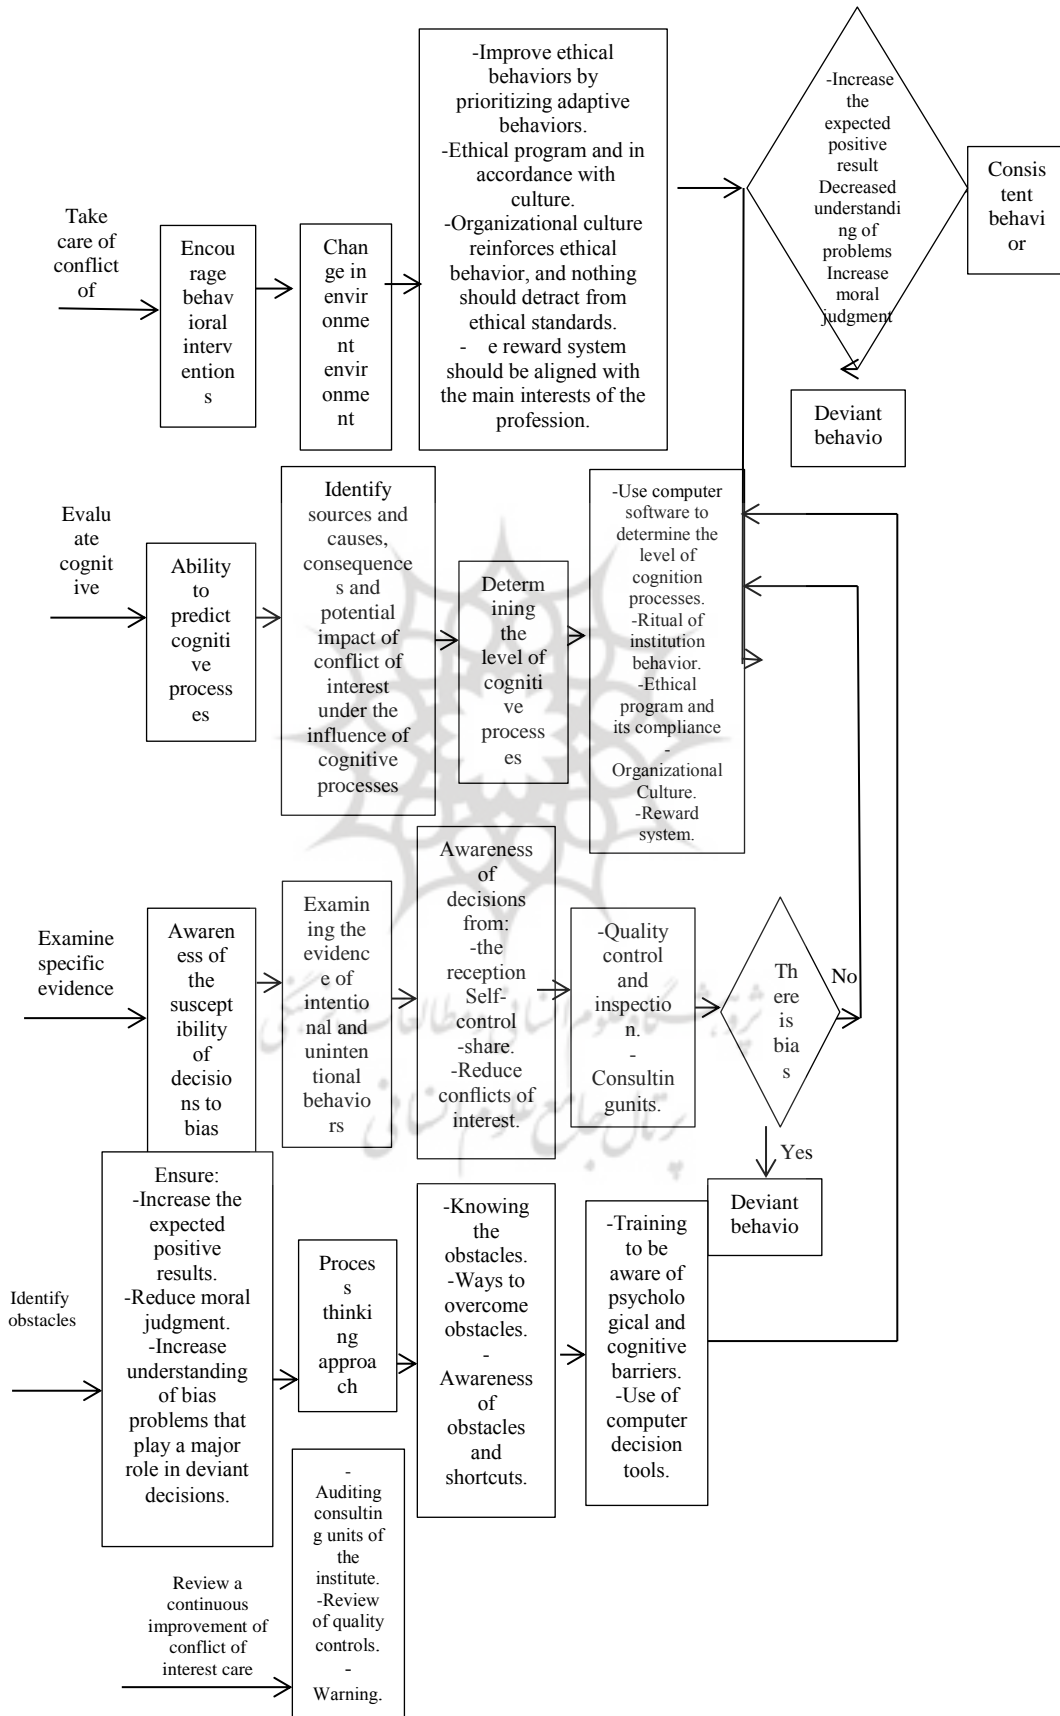 Take
care of
conflict
of
Encou
rage
behav
ioral
interv
ention
s
Chan
ge in
envir
onme
nt
envir
onme
nt
-Improve ethical
behaviors by
prioritizing adaptive
behaviors.
-Ethical program and in
accordance with
culture.
-Organizational culture
reinforces ethical
behavior, and nothing
should detract from
ethical standards.
- e reward system
should be aligned with
the main interests of the
profession.
-Increase
the
expected
positive
result
Decreased
understandi
ng of
problems
Increase
moral
judgment
Consis
tent
behavi
or
Deviant
behavio
Evalu
ate
cognit
ive
Ability
to
predict
cogniti
ve
process
es
Identify
sources and
causes,
consequence
s and
potential
impact of
conflict of
interest
under the
influence of
cognitive
processes
Determ
ining
the
level of
cogniti
ve
process
es
-Use computer
software to
determine the
level of
cognition
processes.
-Ritual of
institution
behavior.
-Ethical
program and
its compliance
-
Organizational
Culture.
-Reward
system.
Examine
specific
evidence
Awaren
ess of
the
suscept
ibility of
decisio
ns to
bias
Examin
ing the
evidenc
e of
intentio
nal and
uninten
tional
behavio
rs
Awareness
of
decisions
from:
-the
reception
Self-
control
-share.
-Reduce
conflicts of
interest.
-Quality
control
and
inspectio
n.
-
Consultin
gunits.
Th
ere
is
bia
s
No
Yes
Deviant
behavio
پژوهشگاه علوم انسانی و مطالعات فرهنگی
پرتال جامع علوم انسانی
Identify
obstacles
Ensure:
-Increase the
expected
positive
results.
-Reduce moral
judgment.
-Increase
understanding
of bias
problems that
play a major
role in deviant
decisions.
Proces
s
thinki
ng
approa
ch
-Knowing
the
obstacles.
-Ways to
overcome
obstacles.
-
Awareness
of
obstacles
and
shortcuts.
-Training
to be
aware of
psycholo
gical and
cognitive
barriers.
-Use of
computer
decision
tools.
Review a
continuous
improvement of
conflict of
interest care
-
Auditing
consultin
g units of
the
institute.
-Review
of quality
controls.
-
Warning.